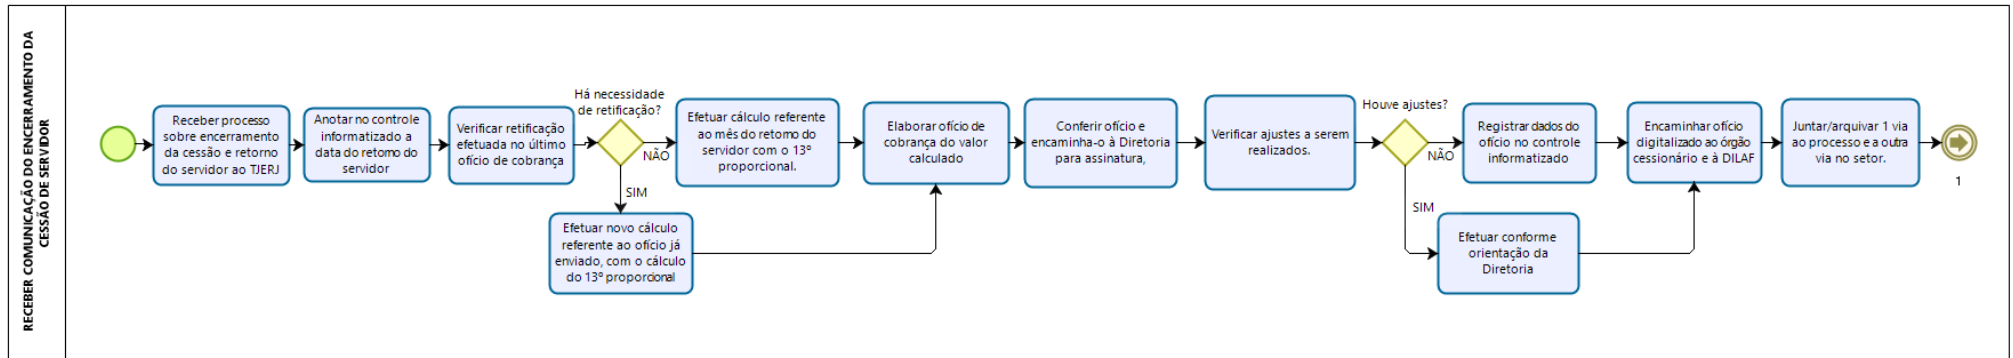 RECEBER COMUNICAÇÃO DO ENCERRAMENTO DA
CESSÃO DE SERVIDOR
Receber processo
sobre encerramento
da cessão e retorno
do servidor ao TJERJ
Anotar no controle
informatizado a
data do retorno do
servidor
Verificar retificação
efetuada no último
ofício de cobrança
Há necessidade
de retificação?
NÃO
SIM
Efetuar cálculo referente
ao mês do retorno do
servidor com o 13º
proporcional.
Efetuar novo cálculo
referente ao ofício já
enviado, com o cálculo
do 13º proporcional
Elaborar ofício de
cobrança do valor
calculado
Conferir ofício e
encaminha-o à Diretoria
para assinatura,
Verificar ajustes a serem
realizados.
Houve ajustes?
NÃO
SIM
Registrar dados do
ofício no controle
informatizado
Efetuar conforme
orientação da
Diretoria
Encaminhar ofício
digitalizado ao órgão
cessionário e à DILAF
Juntar/arquivar 1 via
ao processo e a outra
via no setor.
1